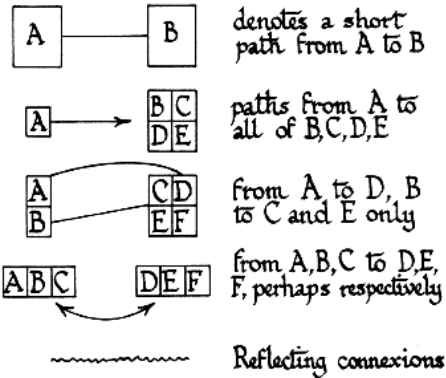 A B
denotes a short
path from A to B
A
B C
D E
paths from A to
all of B,C,D,E
A
B
C D
E F
from A to D, B
to C and E only
A B C D E F
from A,B,C to D,E,
F, perhaps respectively
Reflecting connexions